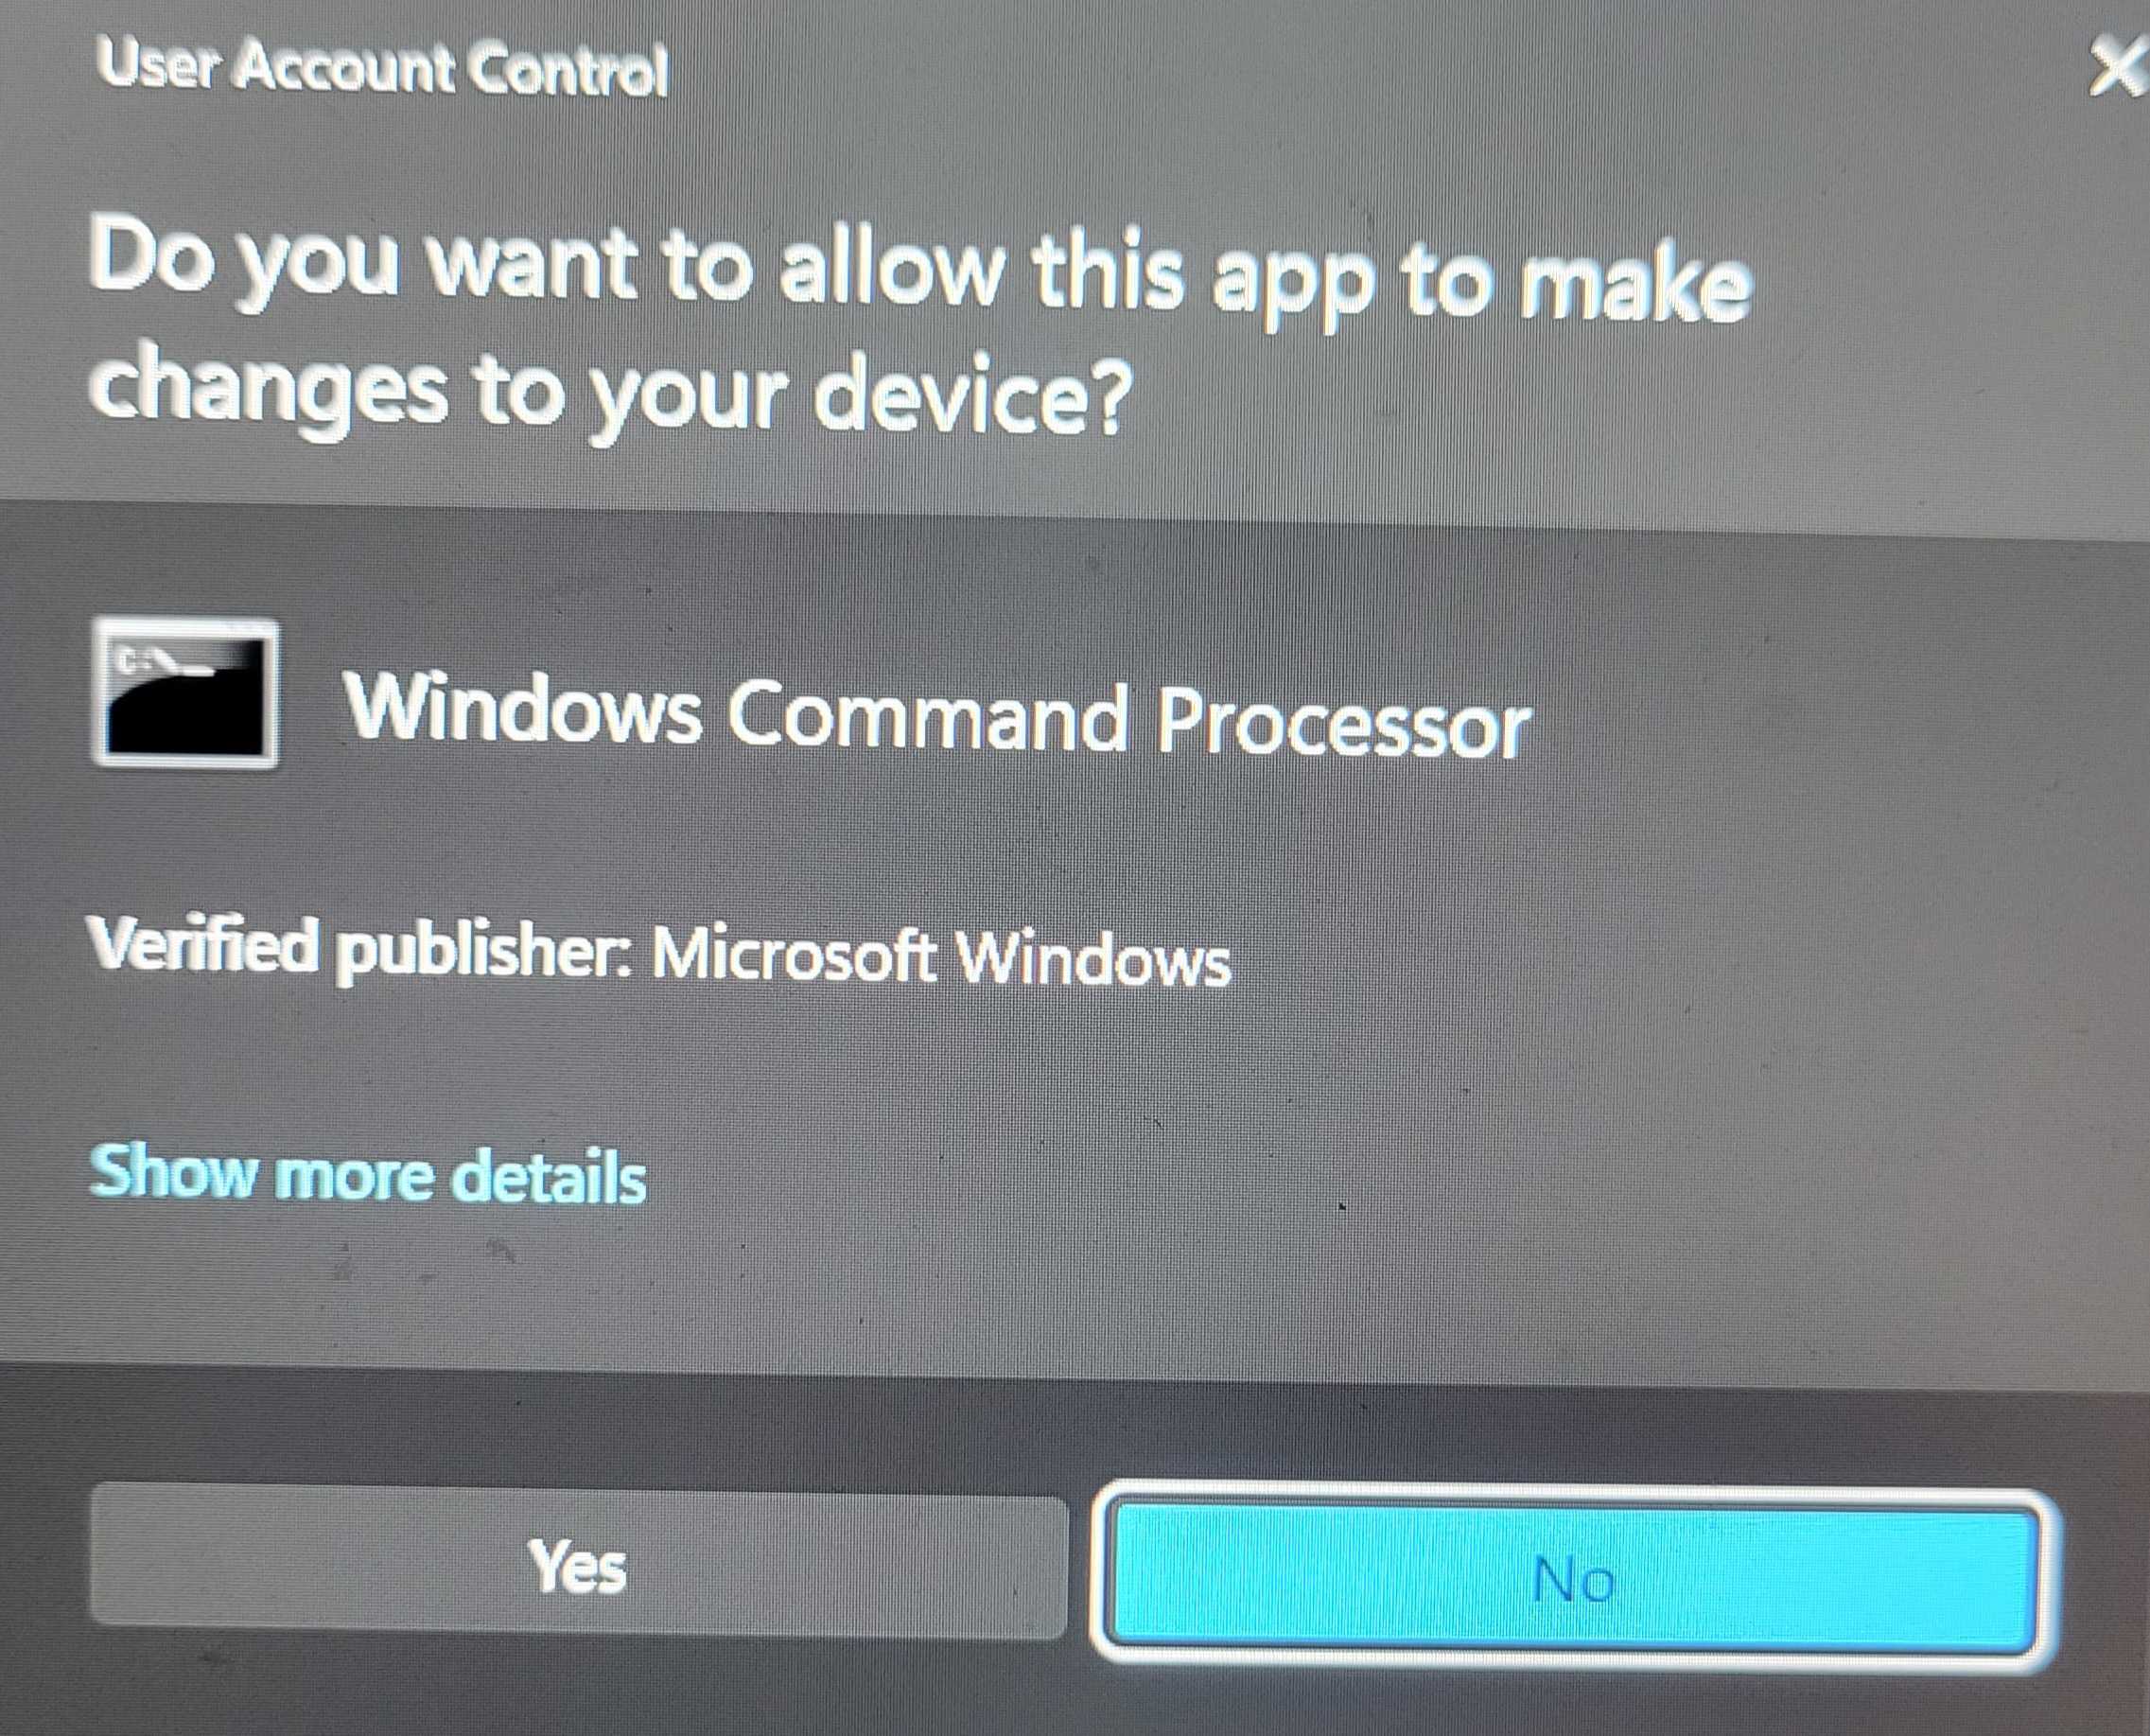 User Account Control
Do you want to allow this app to make
changes to your device?
C:\_
Windows Command Processor
Verified publisher: Microsoft Windows
Show more details
Yes
No